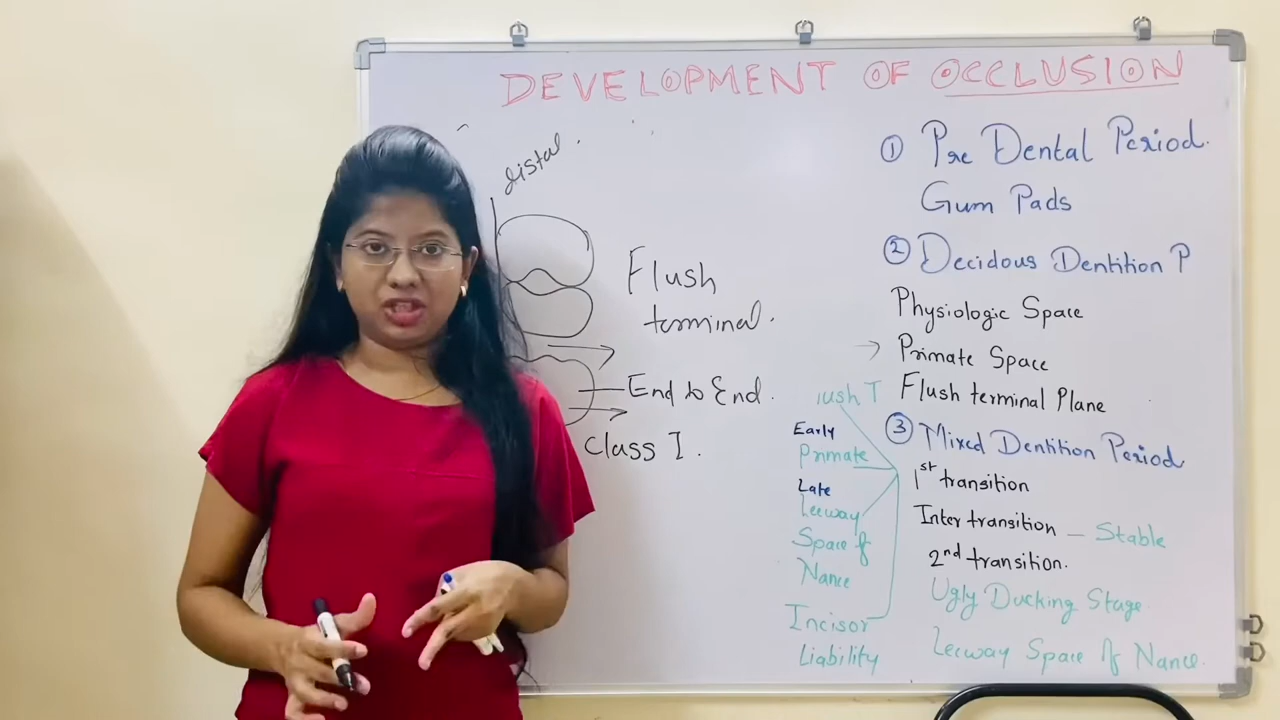 DEVELOPMENT OF OCCLUSION
distal.
Flush
terminal.
End to End.
Class I.
① Pre Dental Period.
Gum Pads
② Decidous Dentition P
Physiologic Space
→ Primate Space
Flush terminal Plane
③ Mixed Dentition Period
1st transition
Inter transition - Stable
2nd transition.
Ugly Ducking Stage
Leeway Space of Nance.
lush T
Early
Primate
Late
Leeway
Space of
Nance
Incisor
Liability